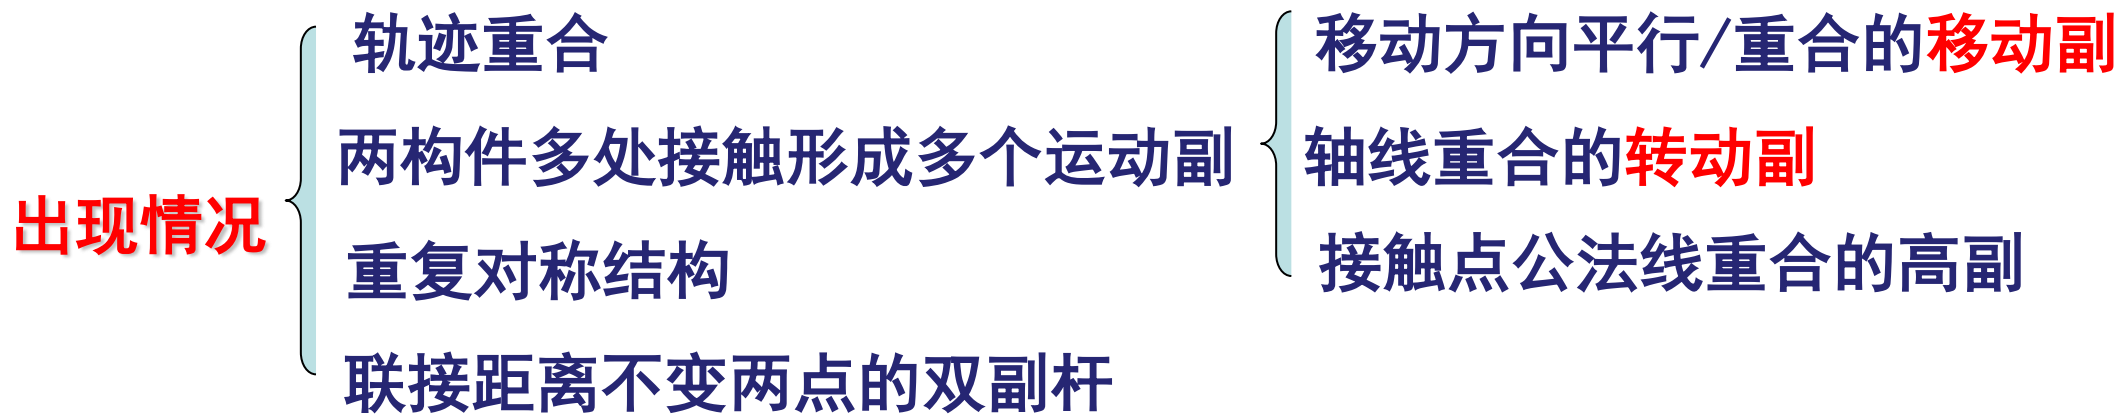 出现情况
轨迹重合
两构件多处接触形成多个运动副
移动方向平行/重合的移动副
轴线重合的转动副
接触点公法线重合的高副
重复对称结构
联接距离不变两点的双副杆